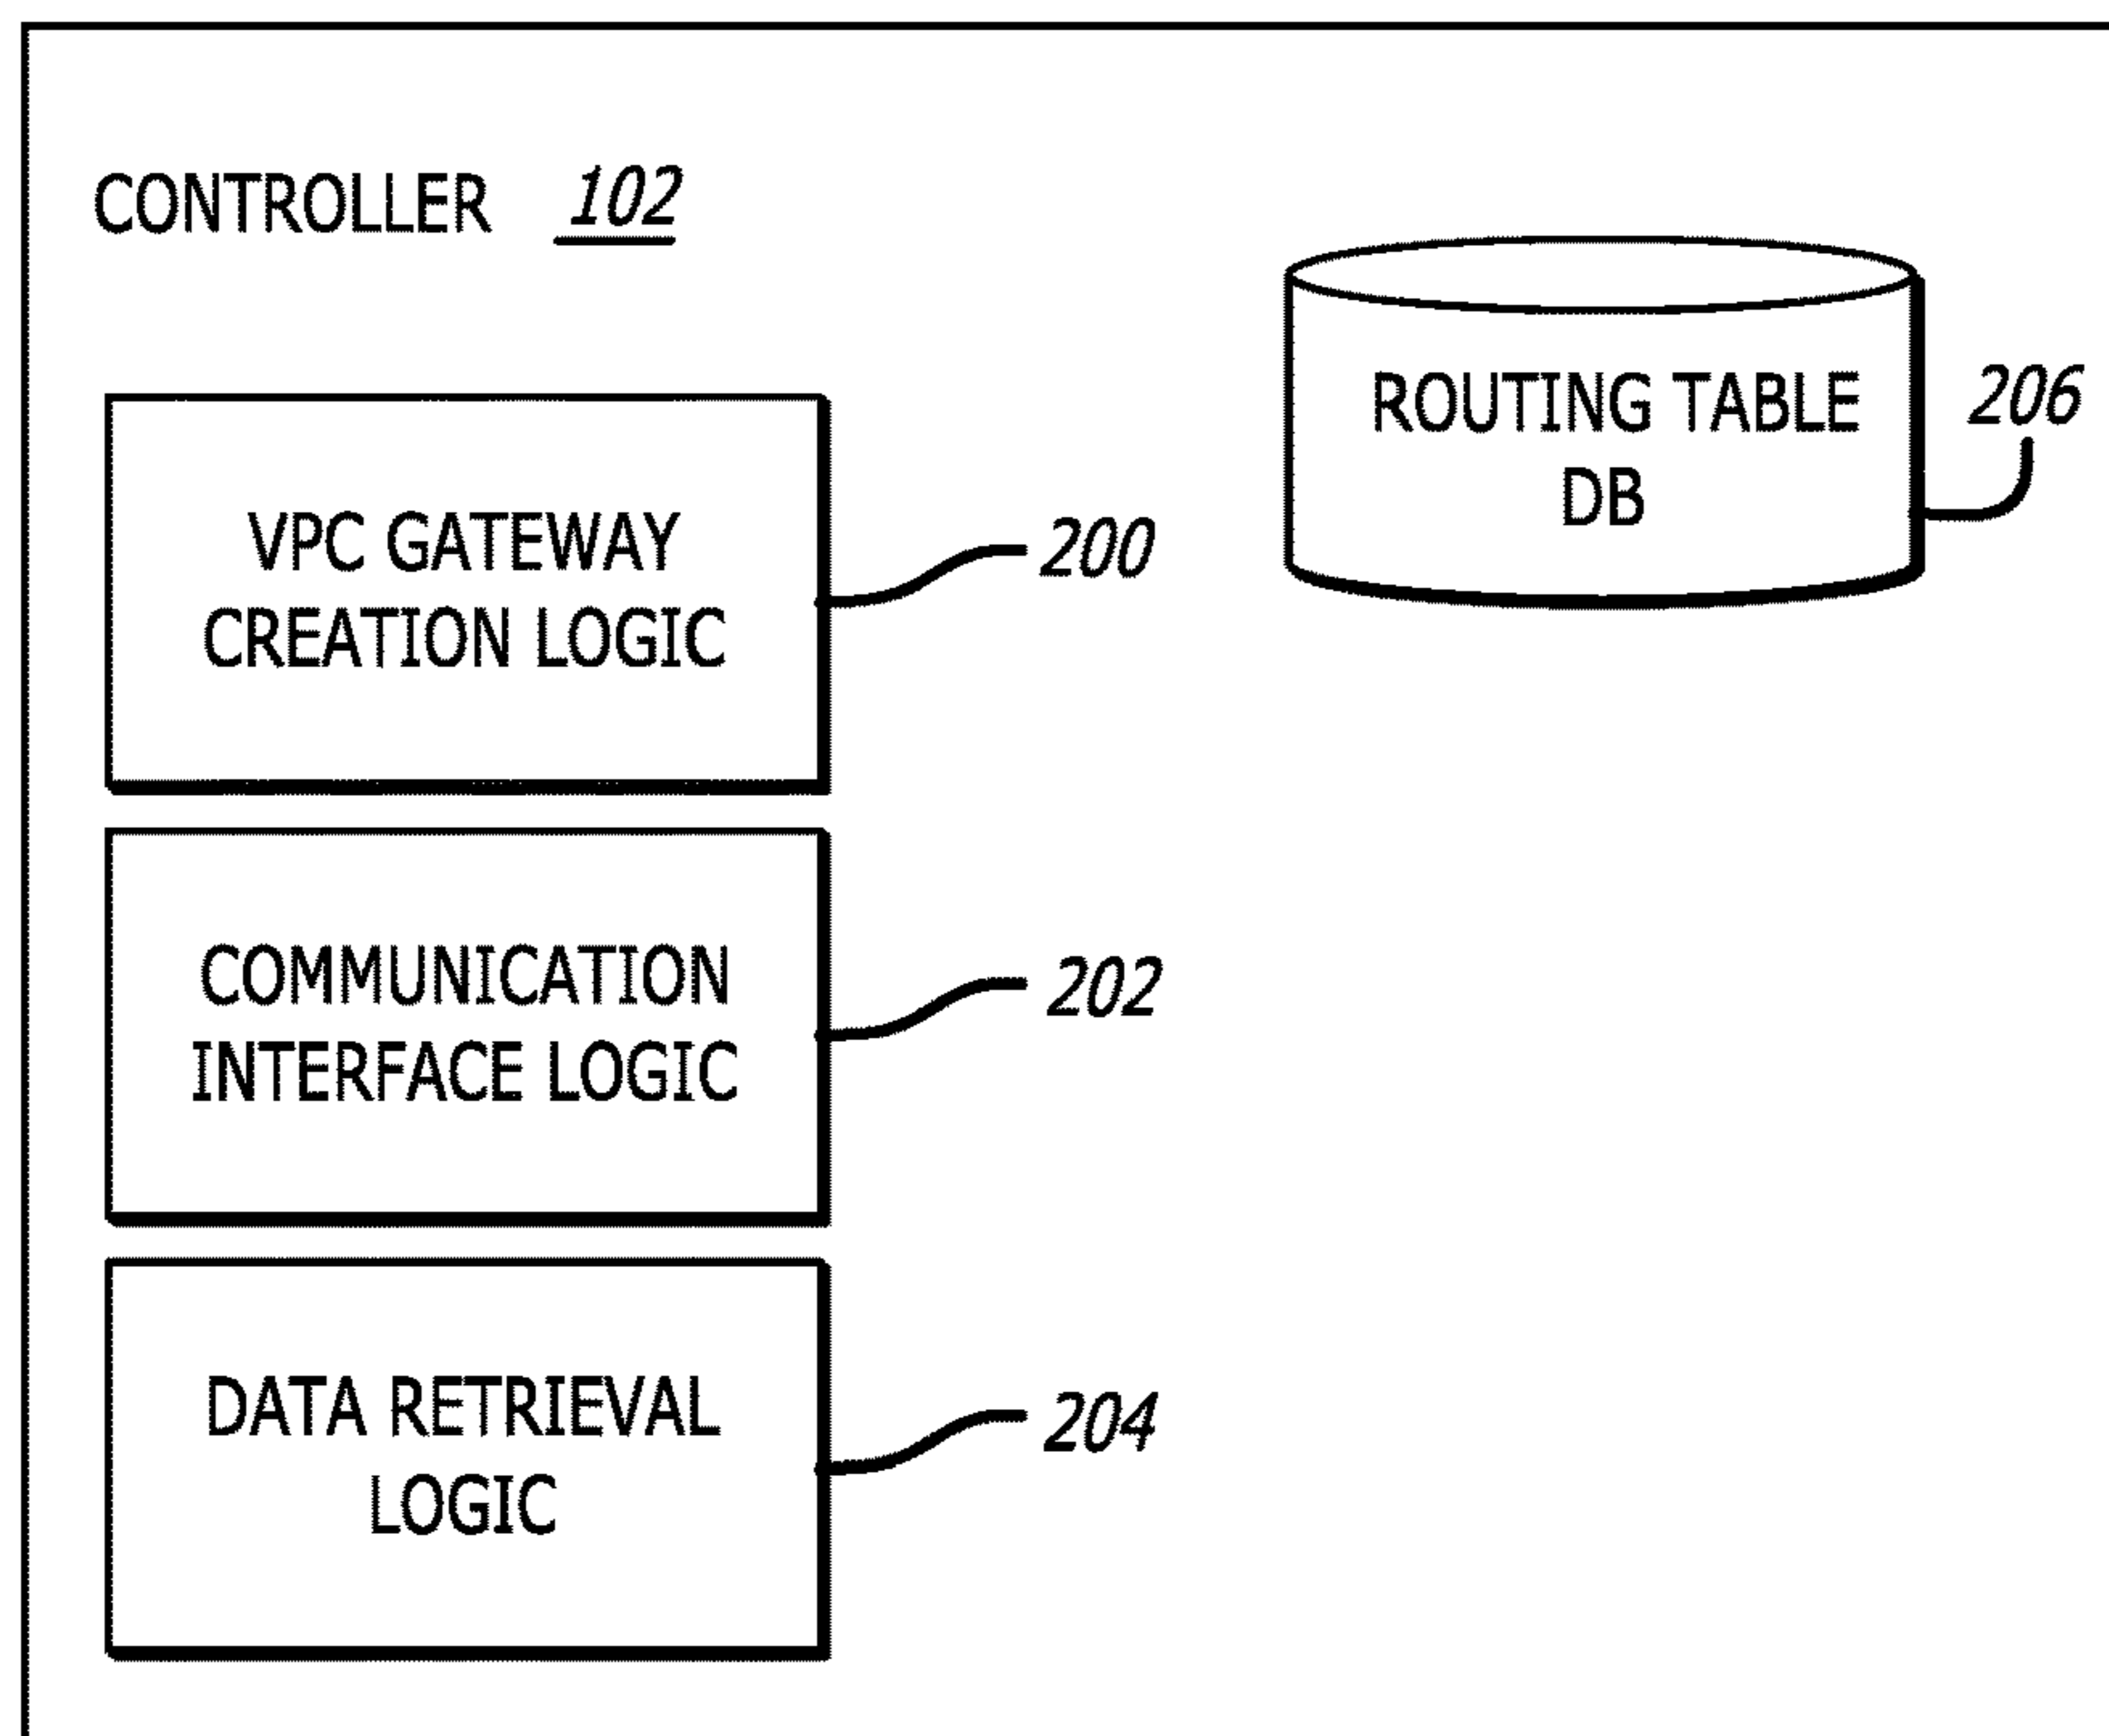 CONTROLLER 102
VPC GATEWAY
CREATION LOGIC
200
COMMUNICATION
INTERFACE LOGIC
202
DATA RETRIEVAL
LOGIC
204
ROUTING TABLE
DB
206